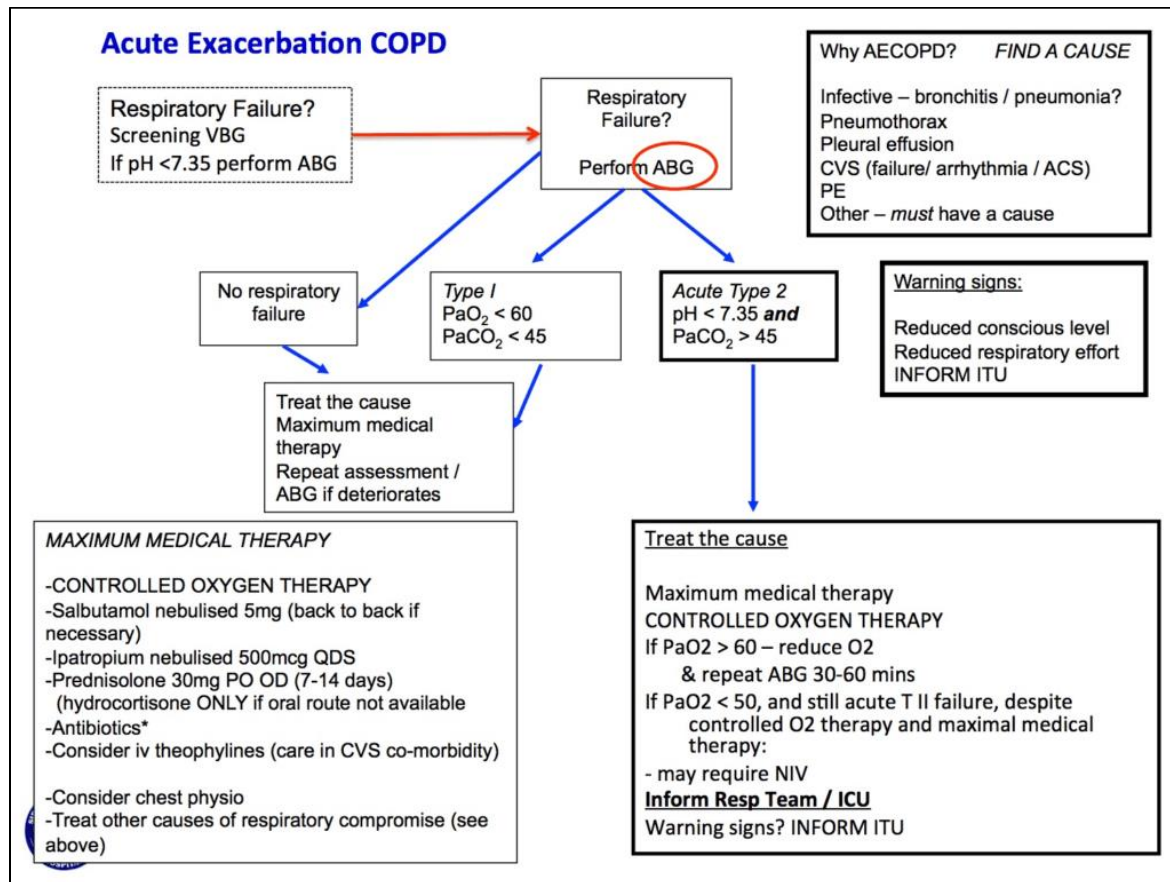 Acute Exacerbation COPD
Respiratory Failure?
Screening VBG
If pH <7.35 perform ABG
Respiratory
Failure?
Perform ABG
Why AECOPD? FIND A CAUSE
Infective – bronchitis / pneumonia?
Pneumothorax
Pleural effusion
CVS (failure/ arrhythmia / ACS)
PE
Other – must have a cause
No respiratory
failure
Type I
PaO2 < 60
PaCO2 < 45
Acute Type 2
pH < 7.35 and
PaCO2 > 45
Warning signs:
Reduced conscious level
Reduced respiratory effort
INFORM ITU
Treat the cause
Maximum medical
therapy
Repeat assessment /
ABG if deteriorates
MAXIMUM MEDICAL THERAPY
-CONTROLLED OXYGEN THERAPY
-Salbutamol nebulised 5mg (back to back if
necessary)
-Ipatropium nebulised 500mcg QDS
-Prednisolone 30mg PO OD (7-14 days)
(hydrocortisone ONLY if oral route not available
-Antibiotics*
-Consider iv theophylines (care in CVS co-morbidity)
-Consider chest physio
-Treat other causes of respiratory compromise (see
above)
Treat the cause
Maximum medical therapy
CONTROLLED OXYGEN THERAPY
If PaO2 > 60 – reduce O2
& repeat ABG 30-60 mins
If PaO2 < 50, and still acute T II failure, despite
controlled O2 therapy and maximal medical
therapy:
- may require NIV
Inform Resp Team / ICU
Warning signs? INFORM ITU